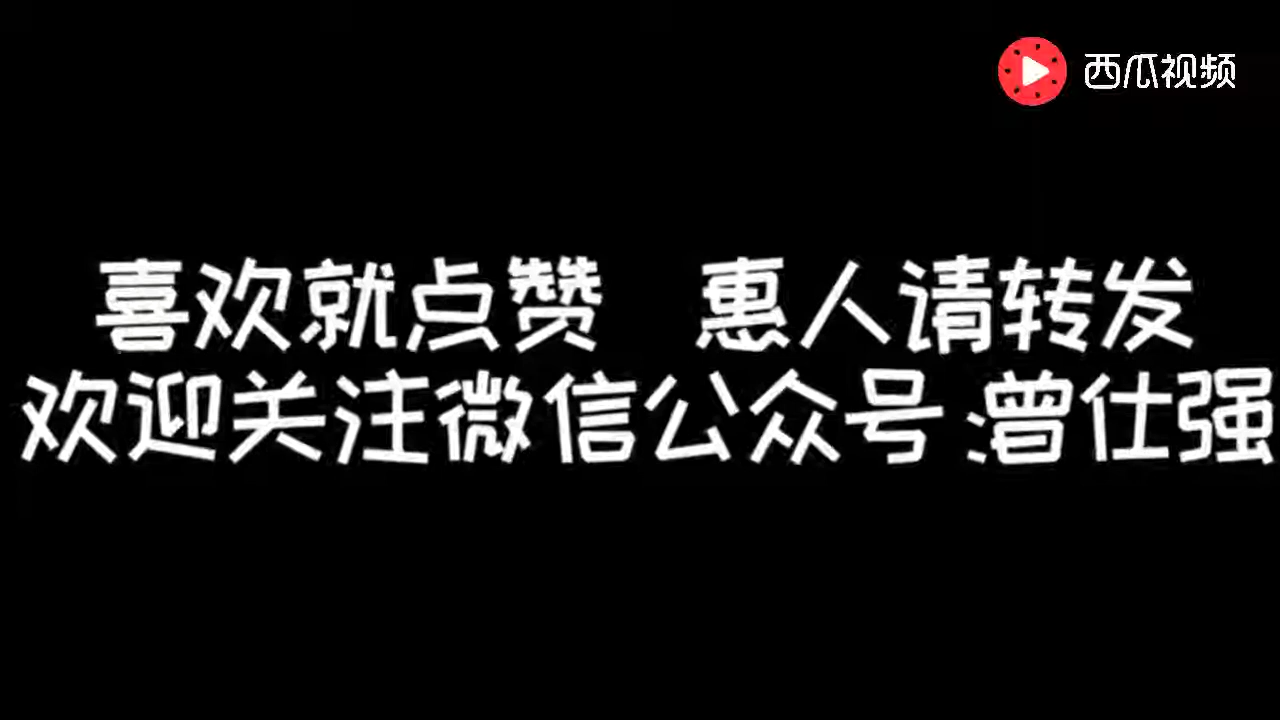 西瓜视频
喜欢就点赞 惠人请转发
欢迎关注微信公众号:曾仕强